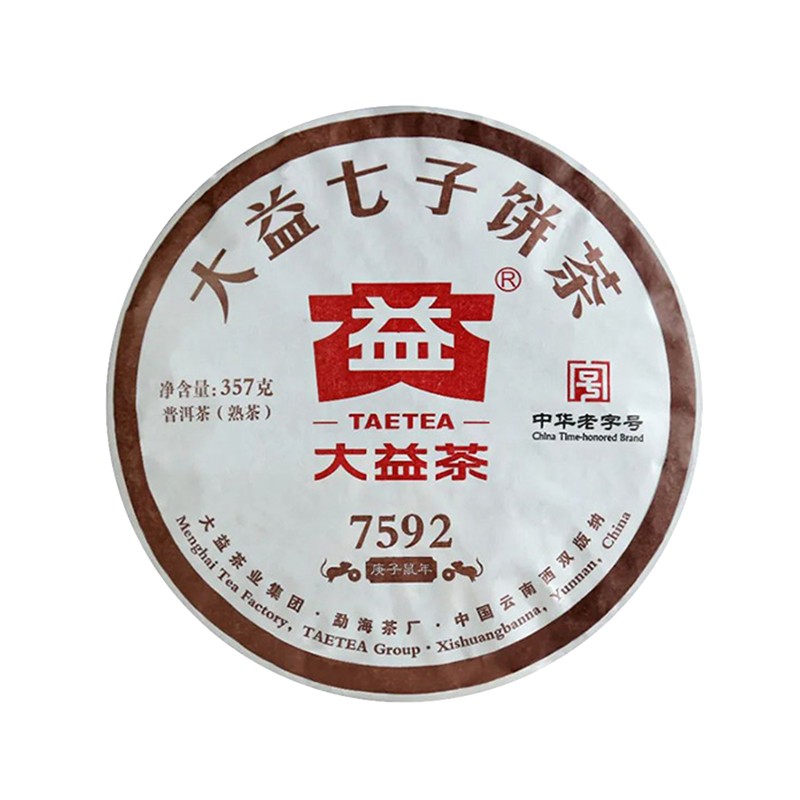 大益七子饼茶
益
®
净含量: 357克
普洱茶(熟茶)
TAETEA
大益茶
中华老字号
China Time-honored Brand
7592
庚子鼠年
大益茶业集团·勐海茶厂·中国云南西双版纳
Menghai Tea Factory, TAETEA Group · Xishuangbanna, Yunnan, China